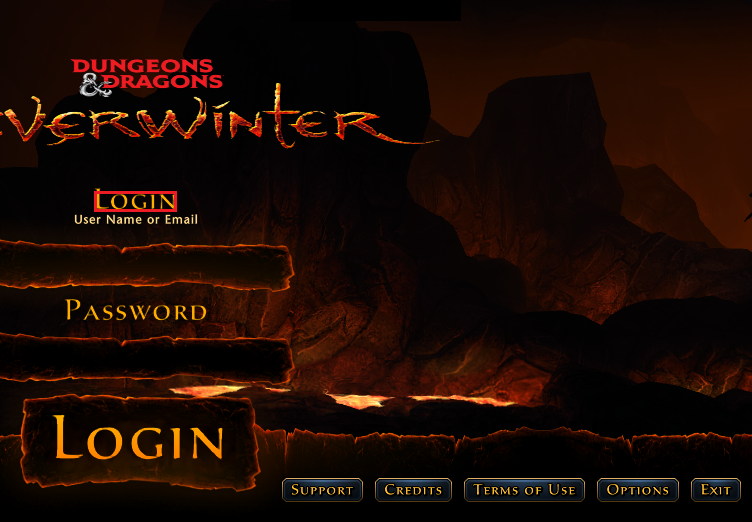 DUNGEONS
& DRAGONS
VERWINTER
LOGIN
User Name or Email
PASSWORD
LOGIN
SUPPORT
CREDITS
TERMS OF USE
OPTIONS
EXIT